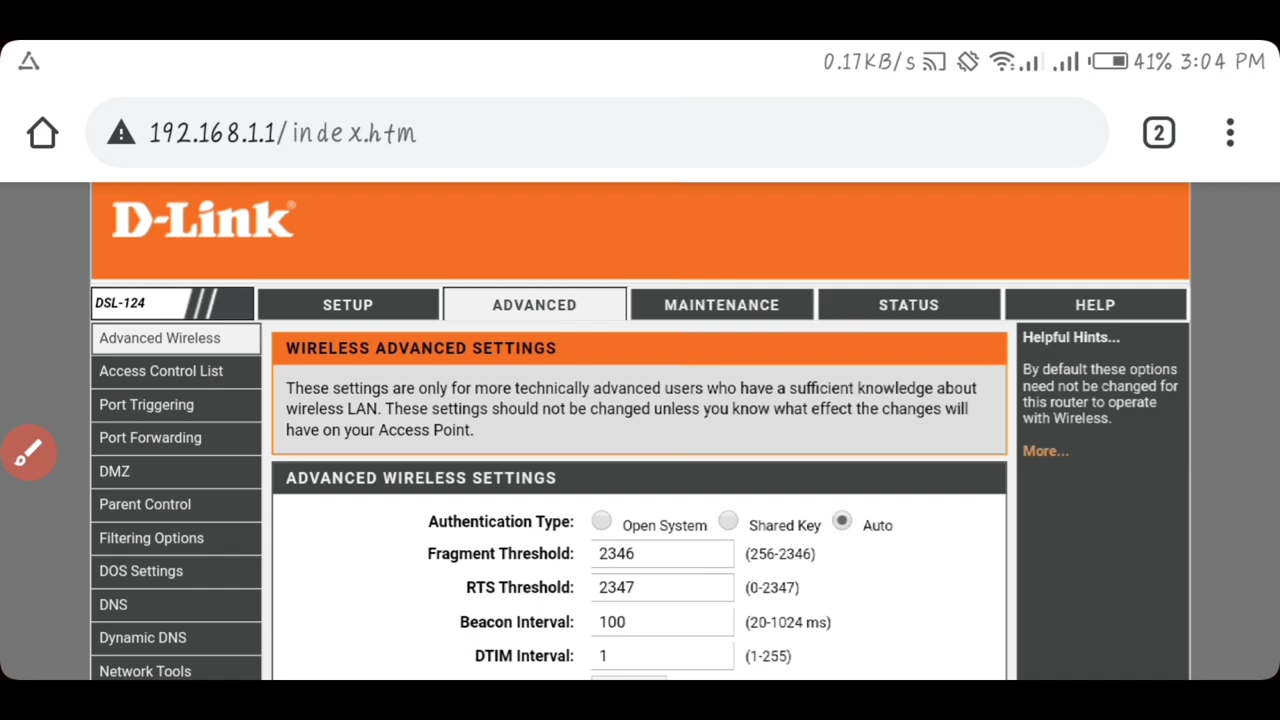 0.17KB/s 41% 3:04 PM
192.168.1.1/index.htm
2
D-Link®
DSL-124
SETUP
ADVANCED
MAINTENANCE
STATUS
HELP
Advanced Wireless
Access Control List
Port Triggering
Port Forwarding
DMZ
Parent Control
Filtering Options
DOS Settings
DNS
Dynamic DNS
Network Tools
WIRELESS ADVANCED SETTINGS
These settings are only for more technically advanced users who have a sufficient knowledge about
wireless LAN. These settings should not be changed unless you know what effect the changes will
have on your Access Point.
ADVANCED WIRELESS SETTINGS
Authentication Type: Open System Shared Key Auto
Fragment Threshold: 2346 (256-2346)
RTS Threshold: 2347 (0-2347)
Beacon Interval: 100 (20-1024 ms)
DTIM Interval: 1 (1-255)
Helpful Hints...
By default these options
need not be changed for
this router to operate
with Wireless.
More...